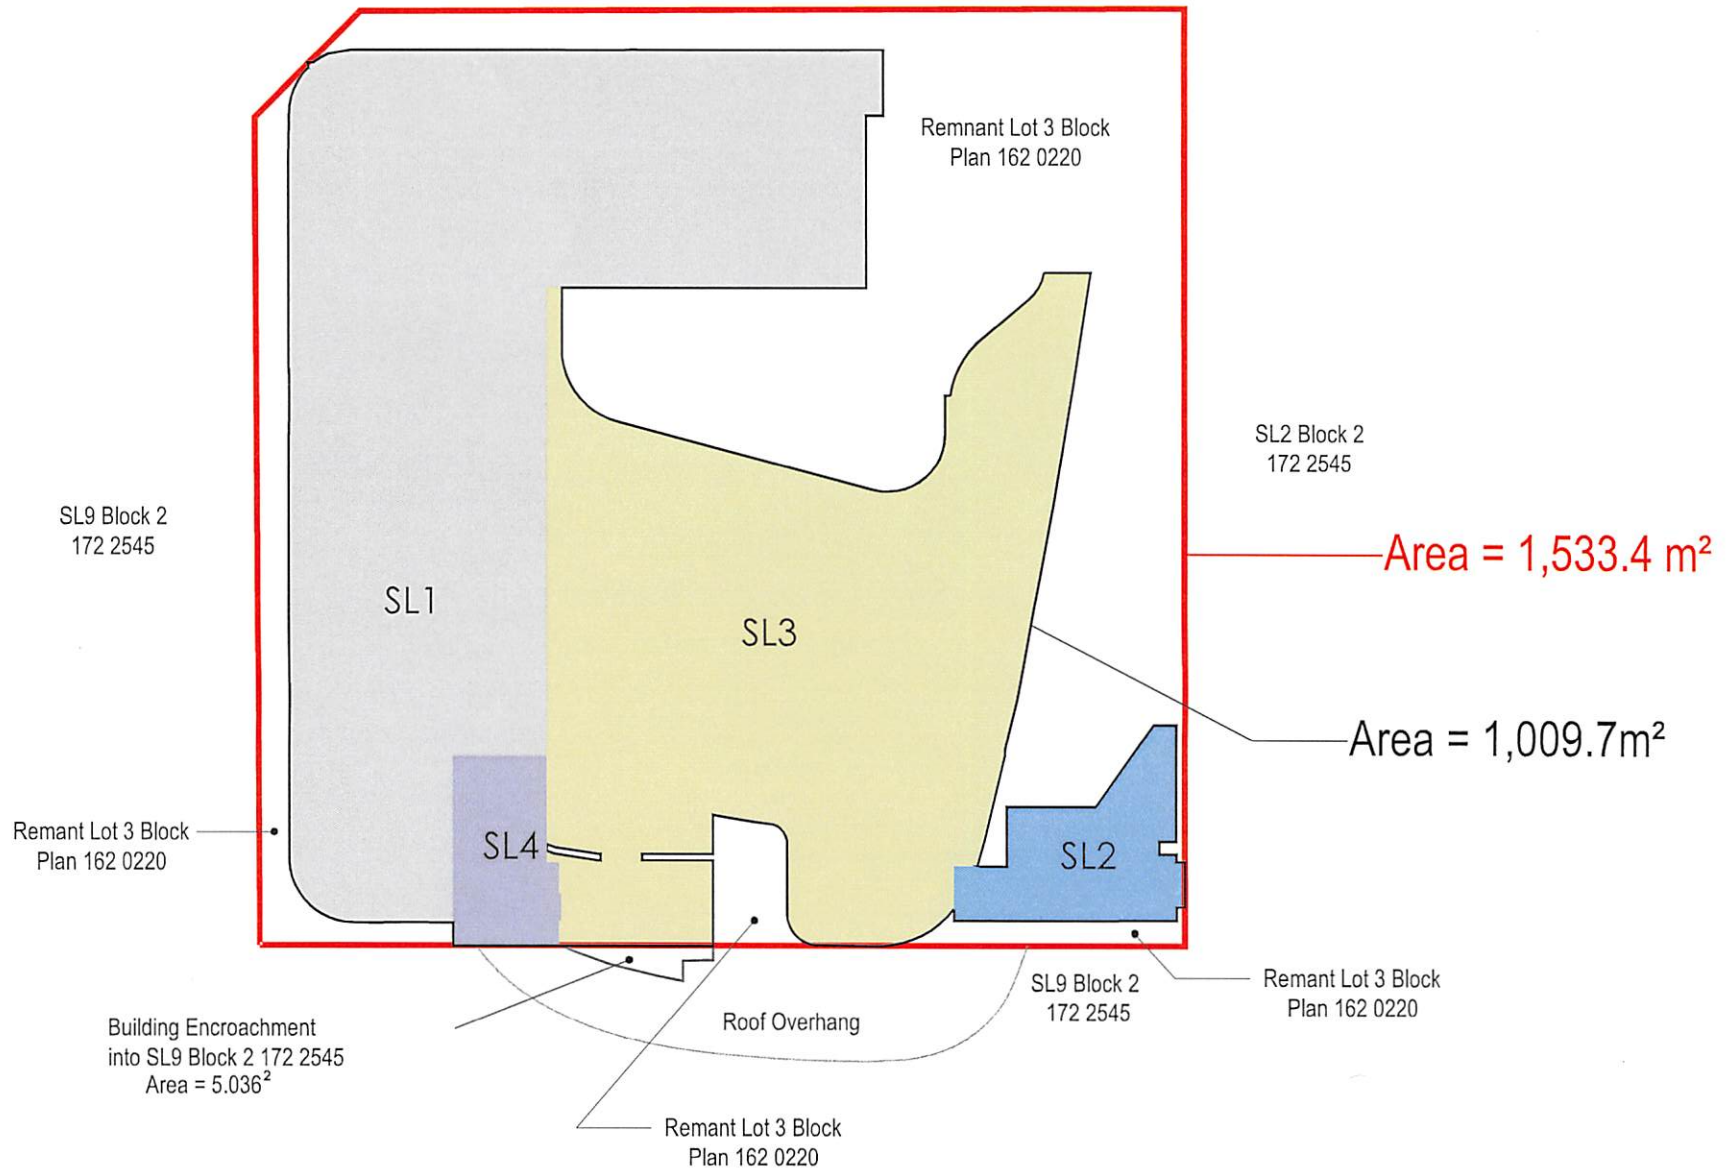 Remnant Lot 3 Block
Plan 162 0220
SL2 Block 2
172 2545
SL9 Block 2
172 2545
Area = 1,533.4 m²
SL1
SL3
Area = 1,009.7m²
Remant Lot 3 Block
Plan 162 0220
SL4
SL2
SL9 Block 2
172 2545
Remant Lot 3 Block
Plan 162 0220
Roof Overhang
Building Encroachment
into SL9 Block 2 172 2545
Area = 5.036²
Remant Lot 3 Block
Plan 162 0220